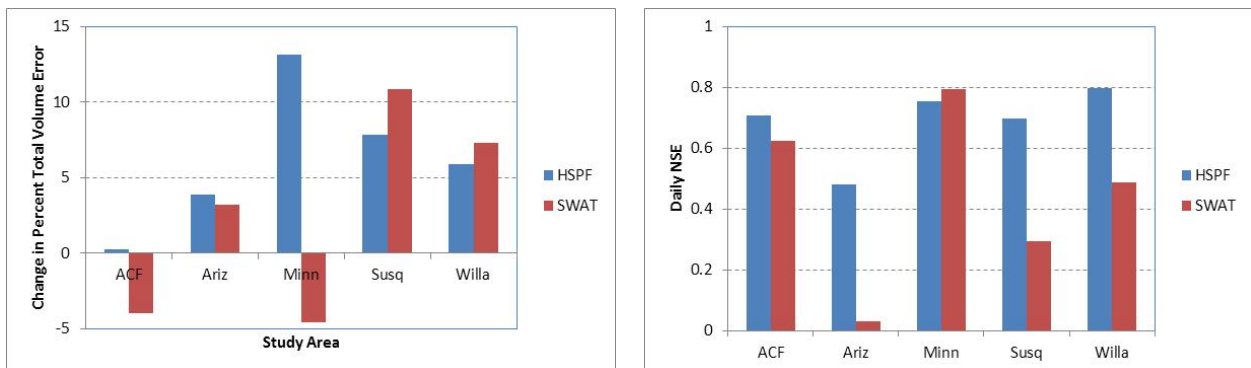 Change in Percent Total Volume Error
15
10
5
0
-5
ACF
Ariz
Minn
Susq
Willa
Study Area
HSPF
SWAT
Daily NSE
1
0.8
0.6
0.4
0.2
0
ACF
Ariz
Minn
Susq
Willa
HSPF
SWAT